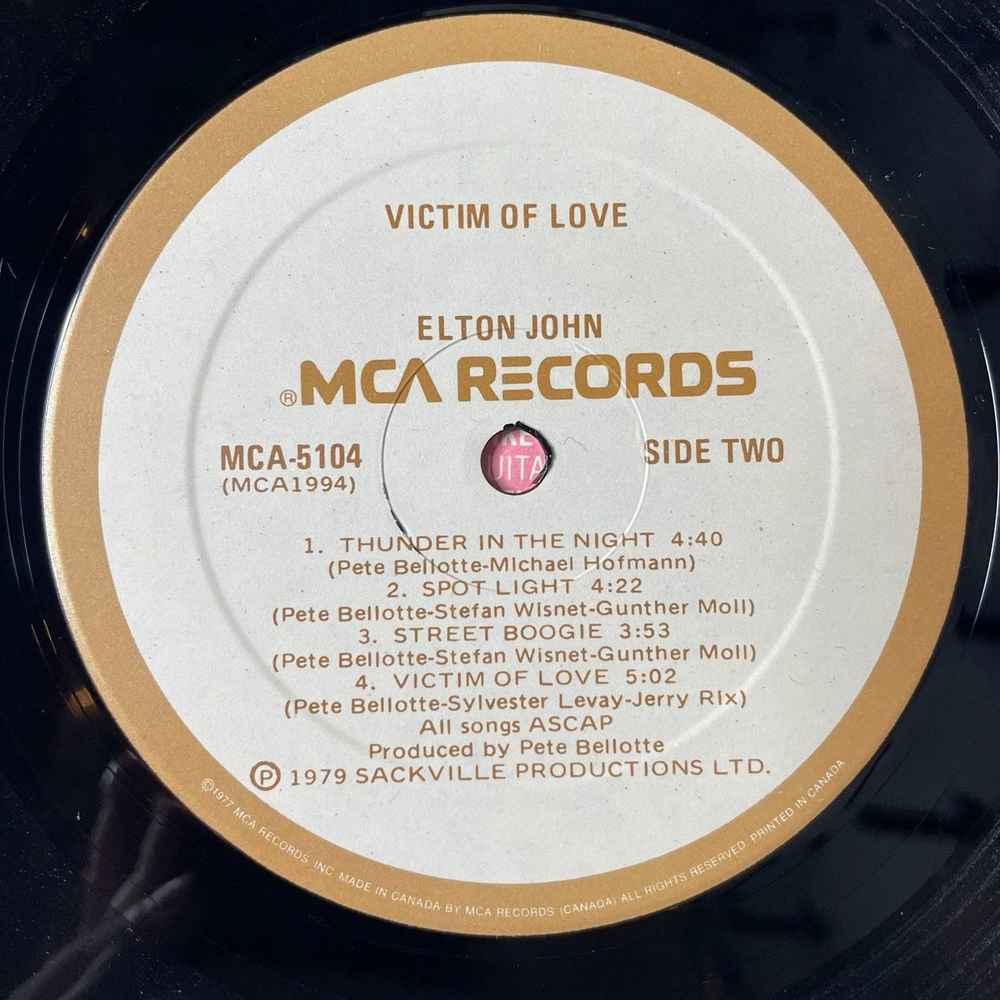 VICTIM OF LOVE
ELTON JOHN
® MCA RECORDS
MCA-5104
(MCA1994)
SIDE TWO
1. THUNDER IN THE NIGHT 4:40
(Pete Bellotte-Michael Hofmann)
2. SPOT LIGHT 4:22
(Pete Bellotte-Stefan Wisnet-Gunther Moll)
3. STREET BOOGIE 3:53
(Pete Bellotte-Stefan Wisnet-Gunther Moll)
4. VICTIM OF LOVE 5:02
(Pete Bellotte-Sylvester Levay-Jerry Rix)
All songs ASCAP
Produced by Pete Bellotte
Ⓟ 1979 SACKVILLE PRODUCTIONS LTD.
©1977 MCA RECORDS, INC. MADE IN CANADA BY MCA RECORDS (CANADA) ALL RIGHTS RESERVED PRINTED IN CANADA